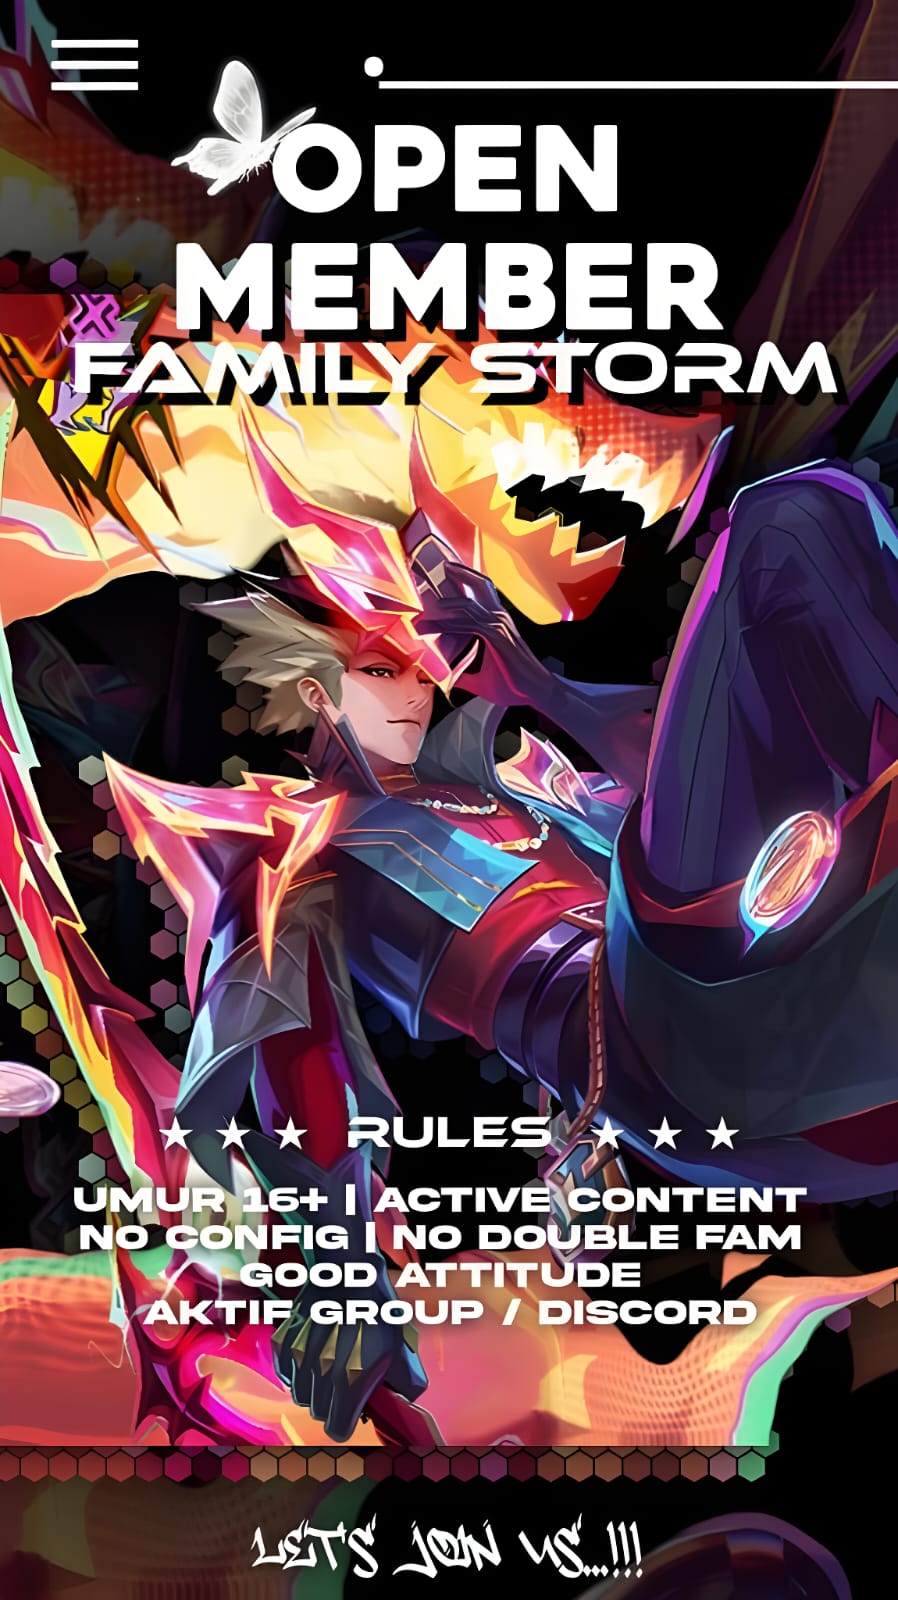 OPEN
MEMBER
FAMILY STORM
★ ★ ★ RULES ★ ★ ★
UMUR 16+ | ACTIVE CONTENT
NO CONFIG | NO DOUBLE FAM
GOOD ATTITUDE
AKTIF GROUP / DISCORD
LET'S JOIN US...!!!